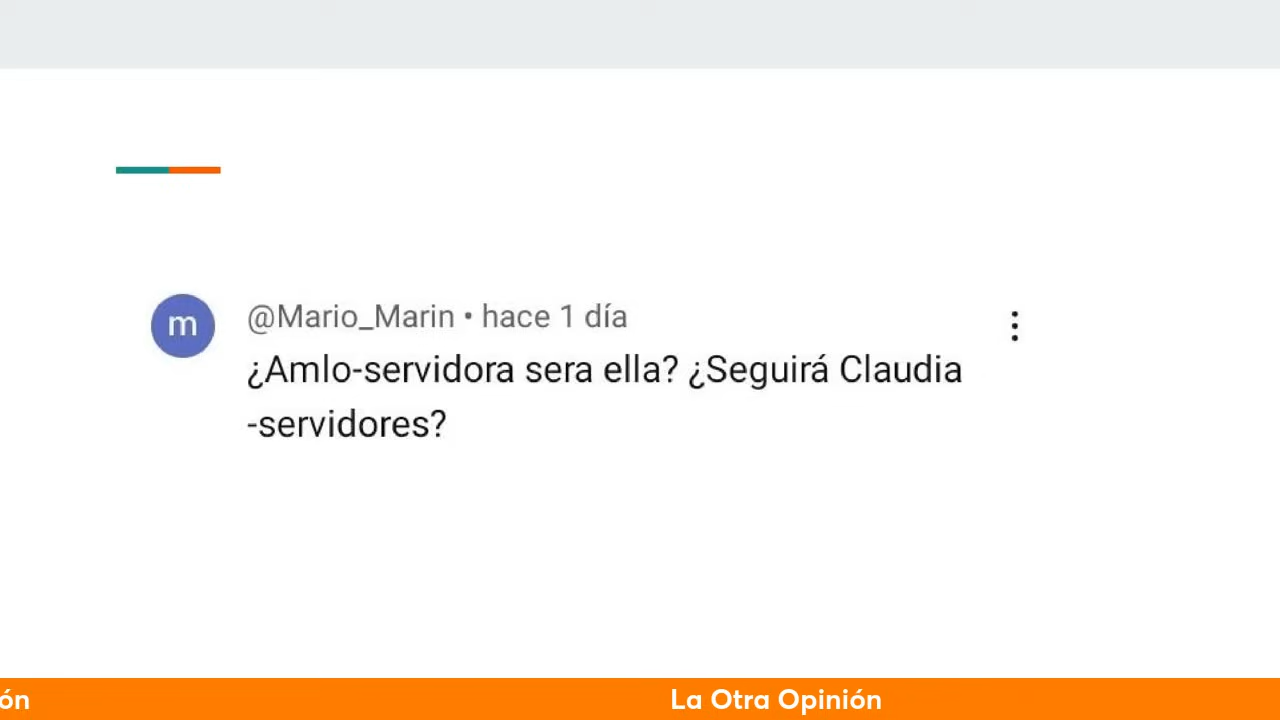 m
@Mario_Marin • hace 1 día
¿Amlo-servidora sera ella? ¿Seguirá Claudia
-servidores?
ón
La Otra Opinión